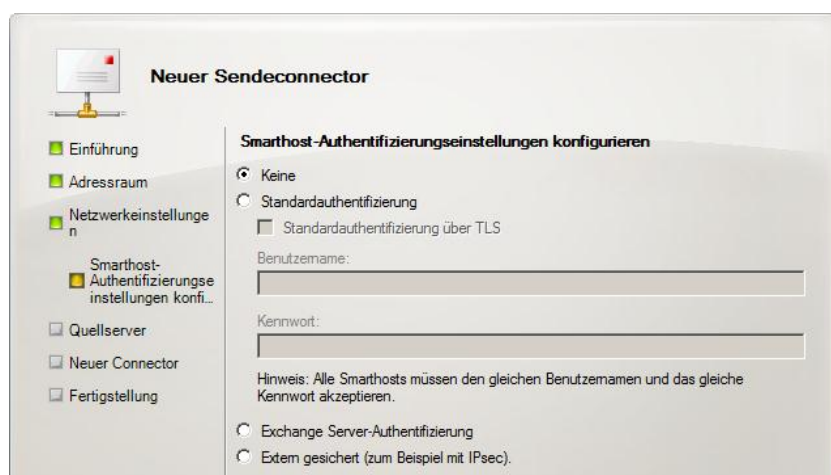 Neuer Sendeconnector
Einführung
Adressraum
Netzwerkeinstellunge
n
Smarthost-
Authentifizierungse
instellungen konfi...
Quellserver
Neuer Connector
Fertigstellung
Smarthost-Authentifizierungseinstellungen konfigurieren
Keine
Standardauthentifizierung
Standardauthentifizierung über TLS
Benutzername:
Kennwort:
Hinweis: Alle Smarthosts müssen den gleichen Benutzernamen und das gleiche
Kennwort akzeptieren.
Exchange Server-Authentifizierung
Extern gesichert (zum Beispiel mit IPsec).